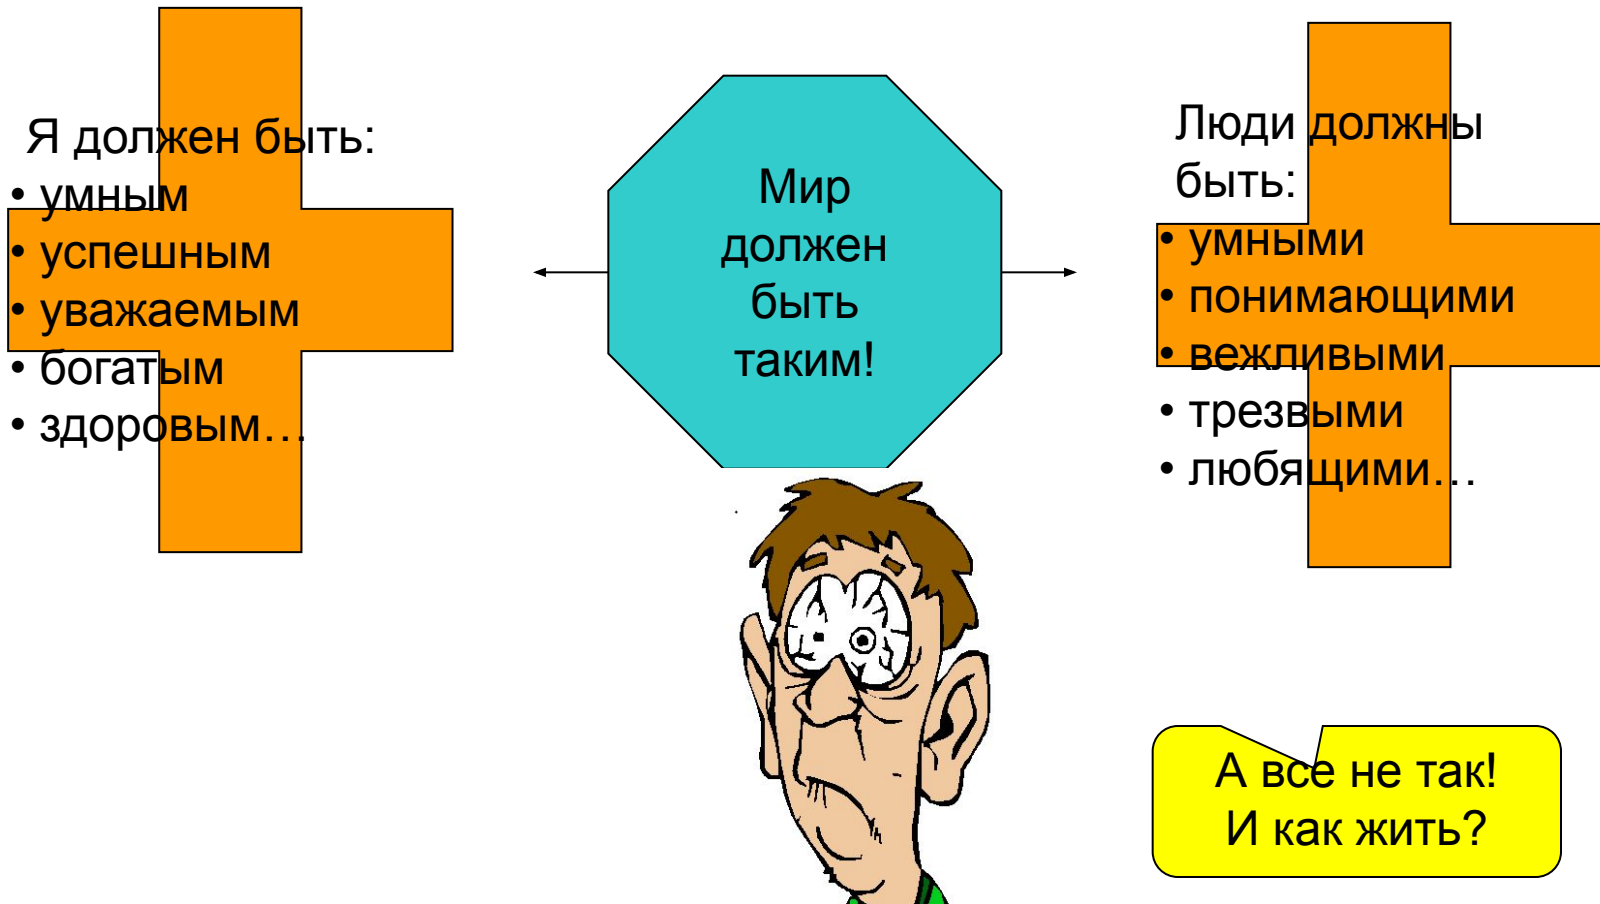 Я должен быть:
• умным
• успешным
• уважаемым
• богатым
• здоровым…
Мир
должен
быть
таким!
Люди должны
быть:
• умными
• понимающими
• вежливыми
• трезвыми
• любящими…
А все не так!
И как жить?